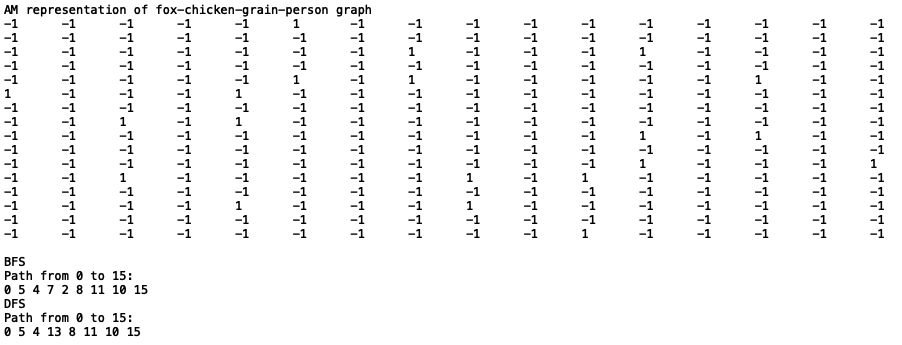 AM representation of fox-chicken-grain-person graph
-1 -1 -1 -1 -1 1 -1 -1 -1 -1 -1 -1 -1 -1 -1 -1
-1 -1 -1 -1 -1 -1 -1 -1 -1 -1 -1 -1 -1 -1 -1 -1
-1 -1 -1 -1 -1 -1 -1 1 -1 -1 -1 1 -1 -1 -1 -1
-1 -1 -1 -1 -1 -1 -1 -1 -1 -1 -1 -1 -1 -1 -1 -1
-1 -1 -1 -1 -1 1 -1 1 -1 -1 -1 -1 -1 1 -1 -1
1 -1 -1 -1 1 -1 -1 -1 -1 -1 -1 -1 -1 -1 -1 -1
-1 -1 -1 -1 -1 -1 -1 -1 -1 -1 -1 -1 -1 -1 -1 -1
-1 -1 1 -1 1 -1 -1 -1 -1 -1 -1 -1 -1 -1 -1 -1
-1 -1 -1 -1 -1 -1 -1 -1 -1 -1 -1 1 -1 1 -1 -1
-1 -1 -1 -1 -1 -1 -1 -1 -1 -1 -1 -1 -1 -1 -1 -1
-1 -1 -1 -1 -1 -1 -1 -1 -1 -1 -1 1 -1 -1 -1 1
-1 -1 1 -1 -1 -1 -1 -1 1 -1 1 -1 -1 -1 -1 -1
-1 -1 -1 -1 -1 -1 -1 -1 -1 -1 -1 -1 -1 -1 -1 -1
-1 -1 -1 -1 1 -1 -1 -1 1 -1 -1 -1 -1 -1 -1 -1
-1 -1 -1 -1 -1 -1 -1 -1 -1 -1 -1 -1 -1 -1 -1 -1
-1 -1 -1 -1 -1 -1 -1 -1 -1 -1 1 -1 -1 -1 -1 -1
BFS
Path from 0 to 15:
0 5 4 7 2 8 11 10 15
DFS
Path from 0 to 15:
0 5 4 13 8 11 10 15